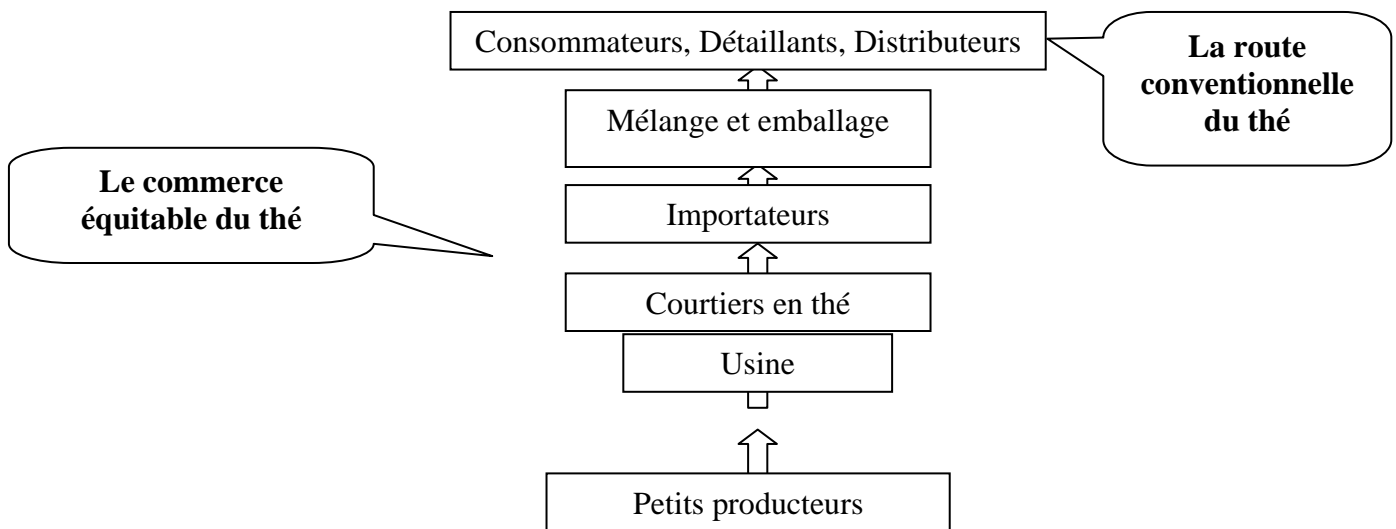 Consommateurs, Détaillants, Distributeurs
La route
conventionnelle
du thé
Mélange et emballage
Le commerce
équitable du thé
Importateurs
Courtiers en thé
Usine
Petits producteurs